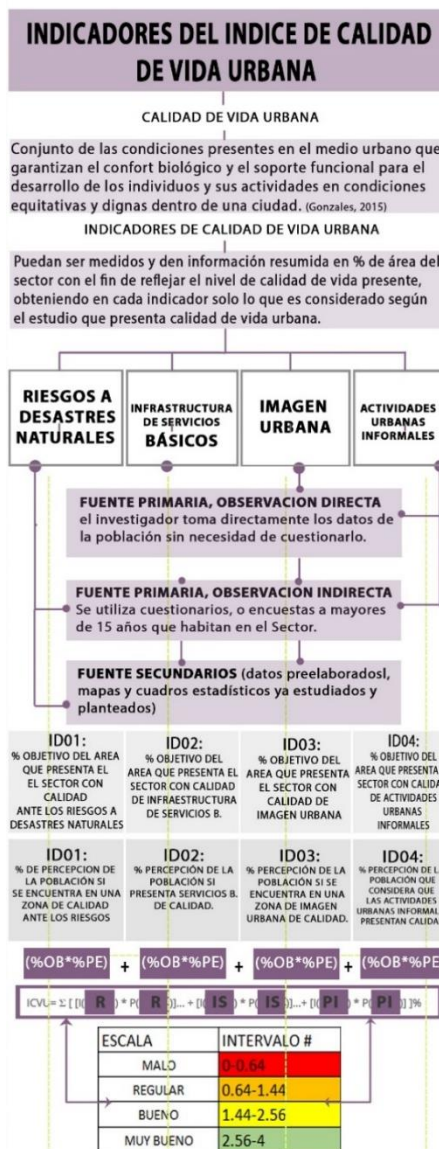 INDICADORES DEL INDICE DE CALIDAD
DE VIDA URBANA
CALIDAD DE VIDA URBANA
Conjunto de las condiciones presentes en el medio urbano que
garantizan el confort biológico y el soporte funcional para el
desarrollo de los individuos y sus actividades en condiciones
equitativas y dignas dentro de una ciudad. (Gonzales, 2015)
INDICADORES DE CALIDAD DE VIDA URBANA
Puedan ser medidos y den información resumida en % de área del
sector con el fin de reflejar el nivel de calidad de vida presente,
obteniendo en cada indicador solo lo que es considerado según
el estudio que presenta calidad de vida urbana.
RIESGOS A
DESASTRES
NATURALES
INFRASTRUCTURA
DE SERVICIOS
BÁSICOS
IMAGEN
URBANA
ACTIVIDADES
URBANAS
INFORMALES
FUENTE PRIMARIA, OBSERVACION DIRECTA
el investigador toma directamente los datos de
la población sin necesidad de cuestionarlo.
FUENTE PRIMARIA, OBSERVACION INDIRECTA
Se utiliza cuestionarios, o encuestas a mayores
de 15 años que habitan en el Sector.
FUENTE SECUNDARIOS (datos preelaboradosl,
mapas y cuadros estadísticos ya estudiados y
planteados)
ID01:
% OBJETIVO DEL AREA
QUE PRESENTA EL
EL SECTOR CON
CALIDAD
ANTE LOS RIESGOS A
DESASTRES NATURALES
ID02:
% OBJETIVO DEL
AREA QUE PRESENTA EL
SECTOR CON CALIDAD
DE INFRAESTRUCTURA
DE SERVICIOS B.
ID03:
% OBJETIVO DEL
AREA QUE PRESENTA
EL SECTOR CON
CALIDAD DE
IMAGEN URBANA
ID04:
% OBJETIVO DEL
AREA QUE PRESENTA
SECTOR CON CALIDA
DE ACTIVIDADES
URBANAS
INFORMALES
ID01:
% DE PERCEPCION DE
LA POBLACIÓN SI
SE ENCUENTRA EN UNA
ZONA DE CALIDAD
ANTE LOS RIESGOS
ID02:
% PERCEPCIÓN DE LA
POBLACIÓN SI
PRESENTA SERVICIOS B.
DE CALIDAD.
ID03:
% PERCEPCIÓN DE LA
POBLACIÓN SI SE
ENCUENTRA EN UNA
ZONA DE IMAGEN
URBANA DE CALIDAD.
ID04:
% PERCEPCIÓN DE L
POBLACIÓN QUE
CONSIDERA QUE
LAS ACTIVIDADES
URBANAS INFORMAL
PRESENTAN CALIDA
(%OB*%PE) + (%OB*%PE) + (%OB*%PE) + (%OB*%PE)
ICVU= Σ [ [I( R ) * P( R )]... + [I( IS ) * P( IS )]...+ [I( PI ) * P( PI )] ]%
ESCALA INTERVALO #
MALO 0-0.64
REGULAR 0.64-1.44
BUENO 1.44-2.56
MUY BUENO 2.56-4